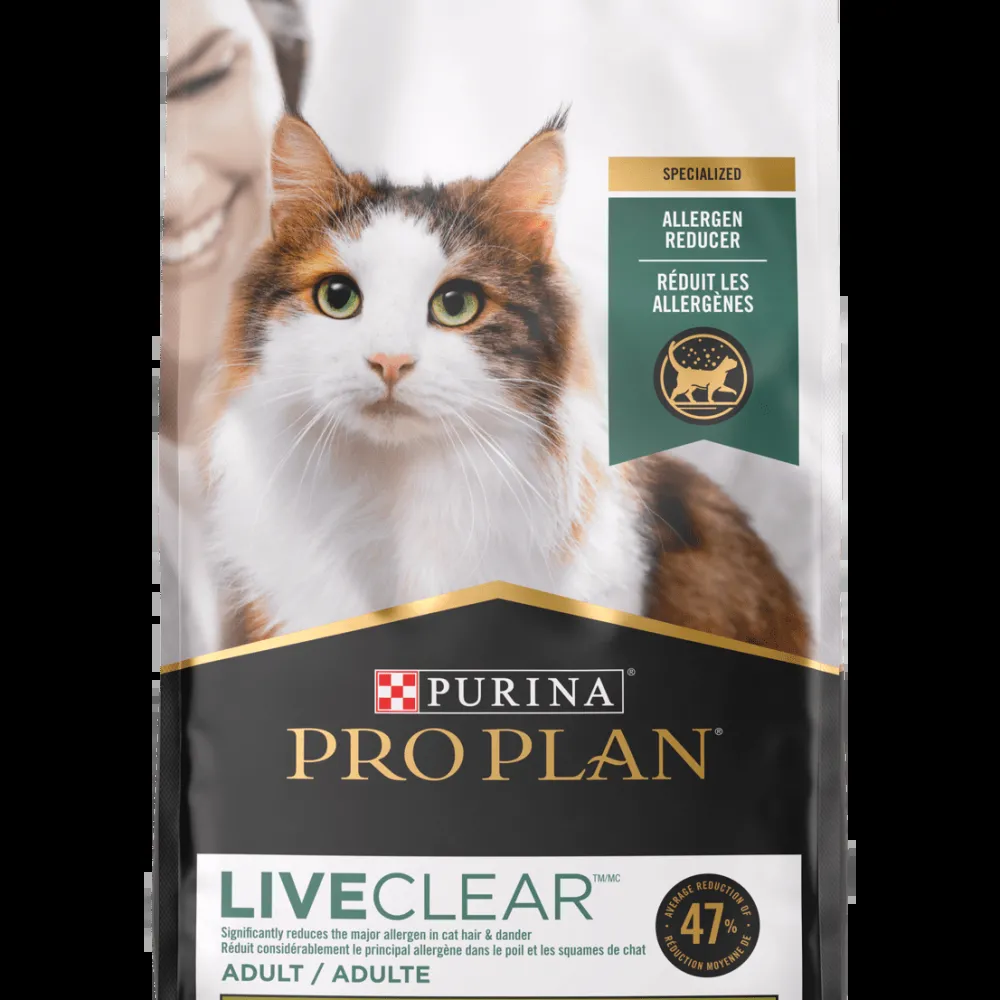 SPECIALIZED
ALLERGEN
REDUCER
RÉDUIT LES
ALLERGÈNES
PURINA®
PRO PLAN®
LIVECLEAR™/MC
Significantly reduces the major allergen in cat hair & dander
Réduit considérablement le principal allergène dans le poil et les squames de chat
ADULT / ADULTE
AVERAGE REDUCTION OF
47%
RÉDUCTION MOYENNE DE